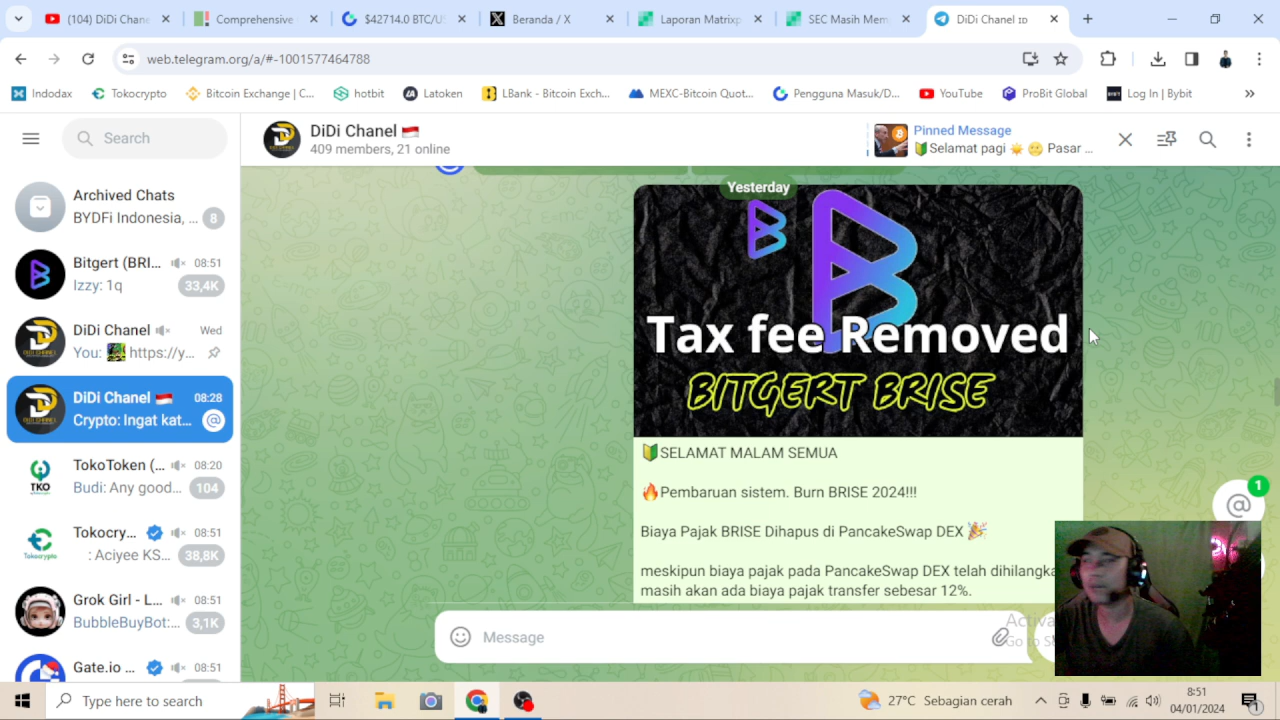 (104) DiDi Chane
Comprehensive
$42714.0 BTC/U
Beranda / X
Laporan Matrixp
SEC Masih Mem
DiDi Chanel ID
web.telegram.org/a/#-1001577464788
Indodax
Tokocrypto
Bitcoin Exchange | C...
hotbit
Latoken
LBank - Bitcoin Exch...
MEXC-Bitcoin Quot...
Pengguna Masuk/D...
YouTube
ProBit Global
Log In | Bybit
Search
DiDi Chanel 🇮🇩
409 members, 21 online
Pinned Message
🔰Selamat pagi ☀️ 🌝 Pasar ...
Archived Chats
BYDFi Indonesia, ... 8
Bitgert (BRI... 08:51
Izzy: 1q 33,4K
DiDi Chanel Wed
You: https://y...
DiDi Chanel 🇮🇩 08:28
Crypto: Ingat kat... @
TokoToken (... 08:20
Budi: Any good... 104
Tokocry... 08:51
: Aciyee KS... 38,8K
Grok Girl - L... 08:51
BubbleBuyBot:... 3,1K
Gate.io 08:51
Yesterday
Tax fee Removed
BITGERT BRISE
🔰SELAMAT MALAM SEMUA
🔥Pembaruan sistem. Burn BRISE 2024!!!
Biaya Pajak BRISE Dihapus di PancakeSwap DEX 🎉
meskipun biaya pajak pada PancakeSwap DEX telah dihilangka
masih akan ada biaya pajak transfer sebesar 12%.
1
@
Message
Activa
Go to S
Type here to search
27°C Sebagian cerah
8:51
04/01/2024
1